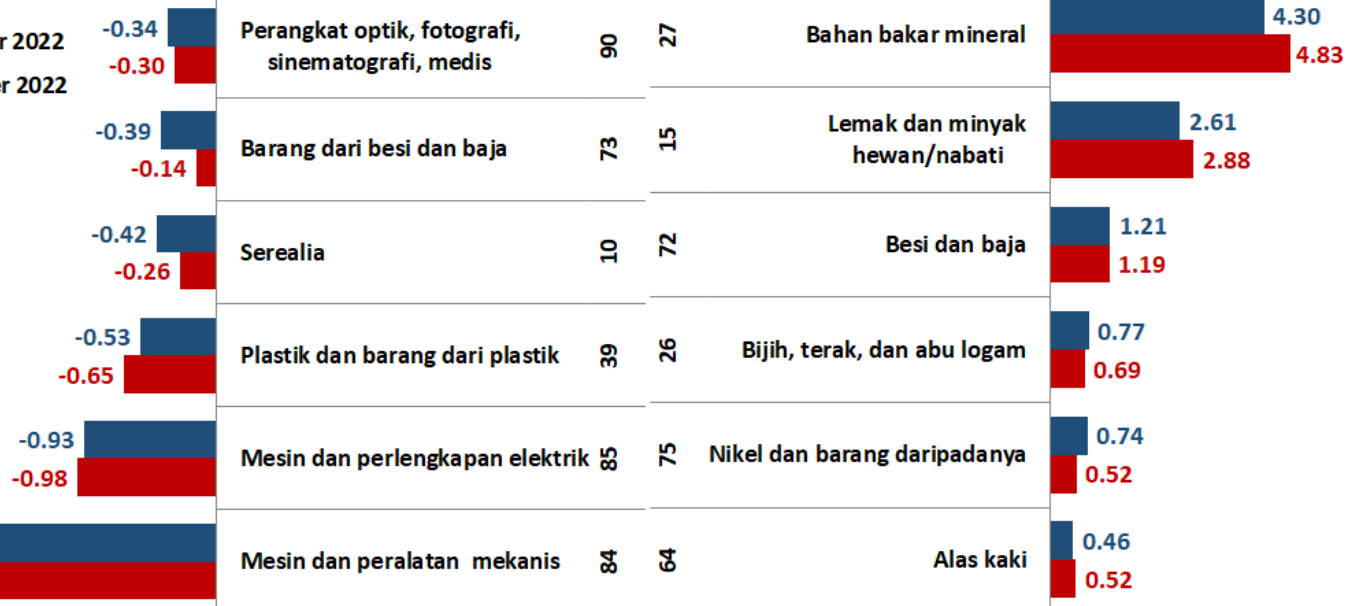 r 2022
er 2022
-0.34
-0.30
Perangkat optik, fotografi,
sinematografi, medis
90
-0.39
-0.14
Barang dari besi dan baja
73
-0.42
-0.26
Serealia
10
-0.53
-0.65
Plastik dan barang dari plastik
39
-0.93
-0.98
Mesin dan perlengkapan elektrik
85
Mesin dan peralatan mekanis
84
27
Bahan bakar mineral
4.30
4.83
15
Lemak dan minyak
hewan/nabati
2.61
2.88
72
Besi dan baja
1.21
1.19
26
Bijih, terak, dan abu logam
0.77
0.69
75
Nikel dan barang daripadanya
0.74
0.52
64
Alas kaki
0.46
0.52